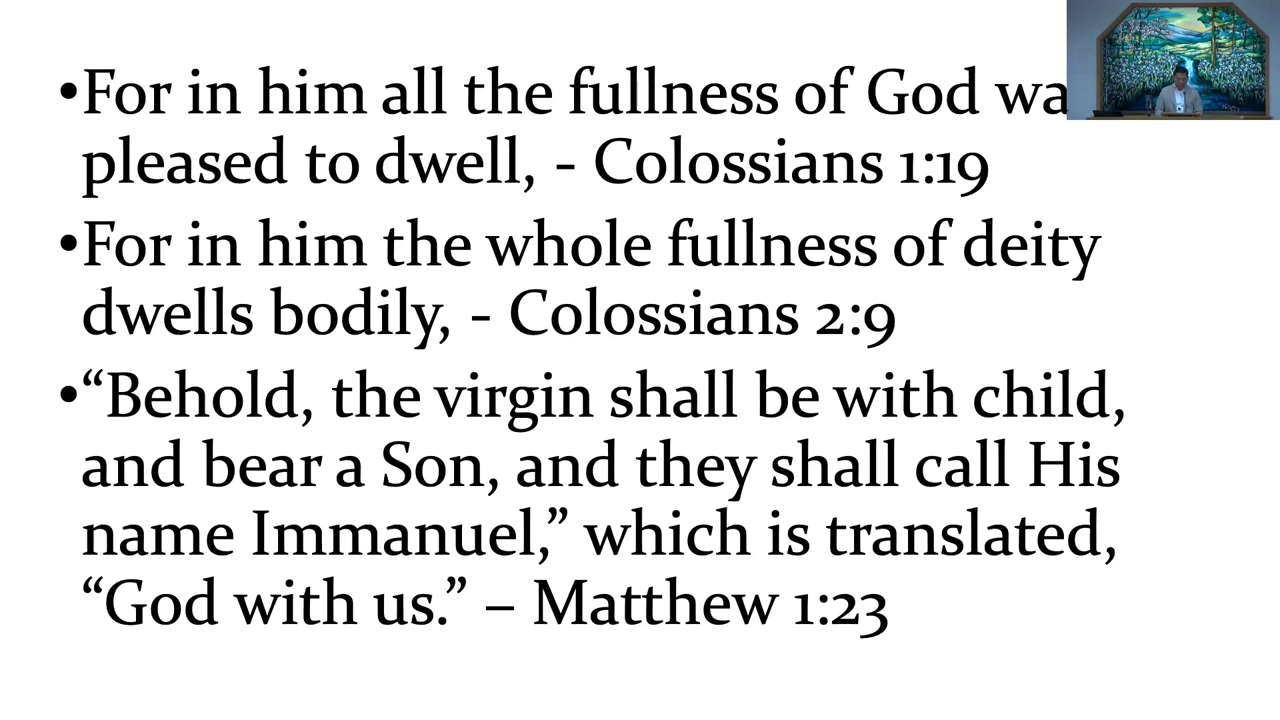 •For in him all the fullness of God
pleased to dwell, - Colossians 1:19
•For in him the whole fullness of deity
dwells bodily, - Colossians 2:9
•“Behold, the virgin shall be with child,
and bear a Son, and they shall call His
name Immanuel,” which is translated,
“God with us.” – Matthew 1:23